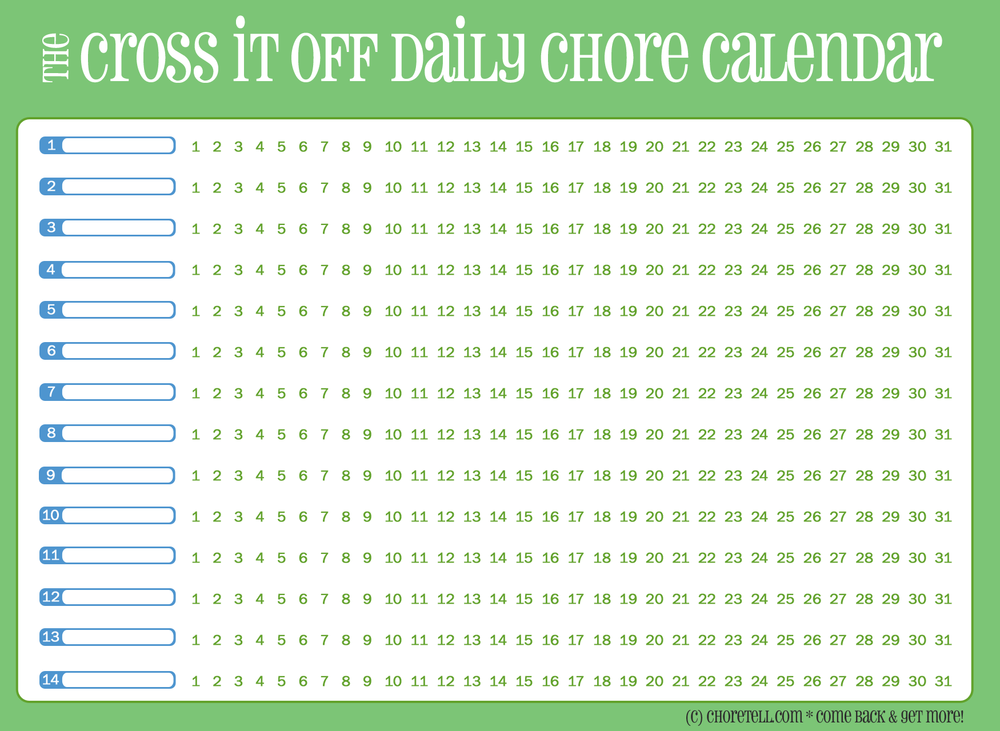 THE CrOSS iT OFF DaiLy CHOre CaLenDar
1 1 2 3 4 5 6 7 8 9 10 11 12 13 14 15 16 17 18 19 20 21 22 23 24 25 26 27 28 29 30 31
2 1 2 3 4 5 6 7 8 9 10 11 12 13 14 15 16 17 18 19 20 21 22 23 24 25 26 27 28 29 30 31
3 1 2 3 4 5 6 7 8 9 10 11 12 13 14 15 16 17 18 19 20 21 22 23 24 25 26 27 28 29 30 31
4 1 2 3 4 5 6 7 8 9 10 11 12 13 14 15 16 17 18 19 20 21 22 23 24 25 26 27 28 29 30 31
5 1 2 3 4 5 6 7 8 9 10 11 12 13 14 15 16 17 18 19 20 21 22 23 24 25 26 27 28 29 30 31
6 1 2 3 4 5 6 7 8 9 10 11 12 13 14 15 16 17 18 19 20 21 22 23 24 25 26 27 28 29 30 31
7 1 2 3 4 5 6 7 8 9 10 11 12 13 14 15 16 17 18 19 20 21 22 23 24 25 26 27 28 29 30 31
8 1 2 3 4 5 6 7 8 9 10 11 12 13 14 15 16 17 18 19 20 21 22 23 24 25 26 27 28 29 30 31
9 1 2 3 4 5 6 7 8 9 10 11 12 13 14 15 16 17 18 19 20 21 22 23 24 25 26 27 28 29 30 31
10 1 2 3 4 5 6 7 8 9 10 11 12 13 14 15 16 17 18 19 20 21 22 23 24 25 26 27 28 29 30 31
11 1 2 3 4 5 6 7 8 9 10 11 12 13 14 15 16 17 18 19 20 21 22 23 24 25 26 27 28 29 30 31
12 1 2 3 4 5 6 7 8 9 10 11 12 13 14 15 16 17 18 19 20 21 22 23 24 25 26 27 28 29 30 31
13 1 2 3 4 5 6 7 8 9 10 11 12 13 14 15 16 17 18 19 20 21 22 23 24 25 26 27 28 29 30 31
14 1 2 3 4 5 6 7 8 9 10 11 12 13 14 15 16 17 18 19 20 21 22 23 24 25 26 27 28 29 30 31
(C) CHOreTeLL.COm * COme BaCK & geT mOre!